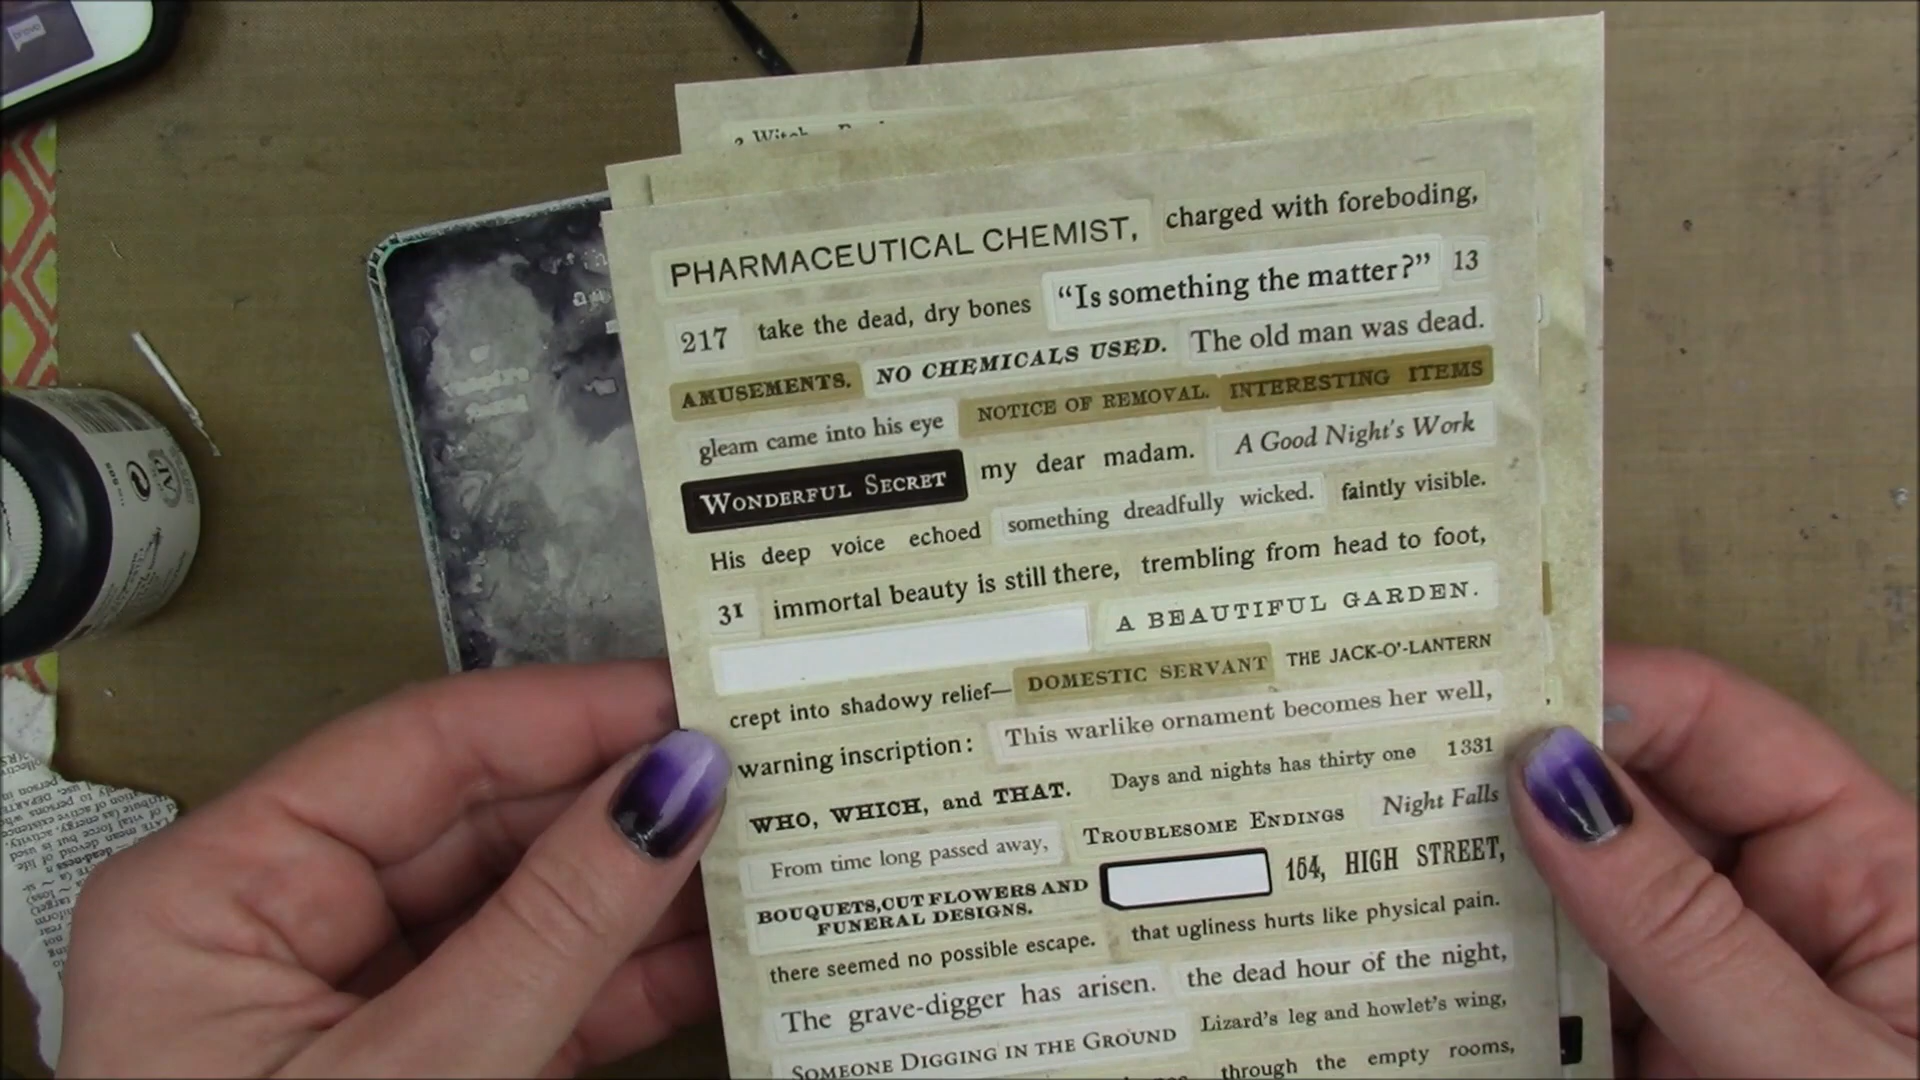 PHARMACEUTICAL CHEMIST, charged with foreboding,
217 take the dead, dry bones “Is something the matter?” 13
AMUSEMENTS. NO CHEMICALS USED. The old man was dead.
gleam came into his eye NOTICE OF REMOVAL. INTERESTING ITEMS
WONDERFUL SECRET my dear madam. A Good Night's Work
His deep voice echoed something dreadfully wicked. faintly visible.
31 immortal beauty is still there, trembling from head to foot,
A BEAUTIFUL GARDEN.
crept into shadowy relief— DOMESTIC SERVANT THE JACK-O'-LANTERN
warning inscription: This warlike ornament becomes her well,
WHO, WHICH, and THAT. Days and nights has thirty one 1331
From time long passed away, TROUBLESOME ENDINGS Night Falls
BOUQUETS, CUT FLOWERS AND
FUNERAL DESIGNS.
154, HIGH STREET,
there seemed no possible escape. that ugliness hurts like physical pain.
The grave-digger has arisen. the dead hour of the night,
SOMEONE DIGGING IN THE GROUND Lizard's leg and howlet's wing,
through the empty rooms,